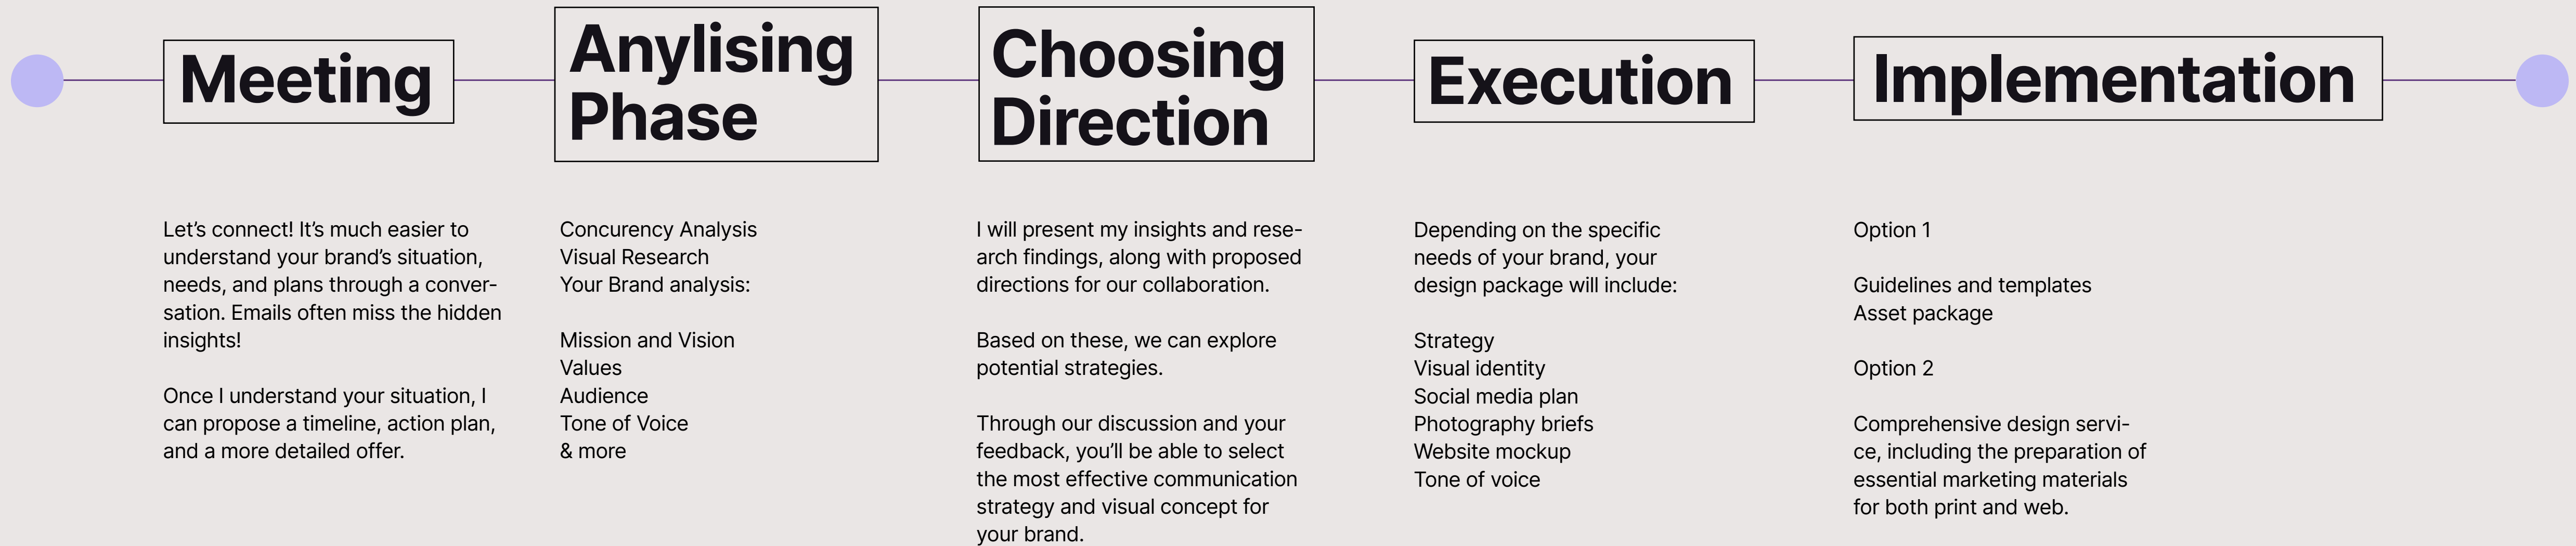 Meeting
Let’s connect! It’s much easier to
understand your brand’s situation,
needs, and plans through a conver-
sation. Emails often miss the hidden
insights!
Once I understand your situation, I
can propose a timeline, action plan,
and a more detailed offer.
Anylising
Phase
Concurency Analysis
Visual Research
Your Brand analysis:
Mission and Vision
Values
Audience
Tone of Voice
& more
Choosing
Direction
I will present my insights and rese-
arch findings, along with proposed
directions for our collaboration.
Based on these, we can explore
potential strategies.
Through our discussion and your
feedback, you’ll be able to select
the most effective communication
strategy and visual concept for
your brand.
Execution
Depending on the specific
needs of your brand, your
design package will include:
Strategy
Visual identity
Social media plan
Photography briefs
Website mockup
Tone of voice
Implementation
Option 1
Guidelines and templates
Asset package
Option 2
Comprehensive design servi-
ce, including the preparation of
essential marketing materials
for both print and web.